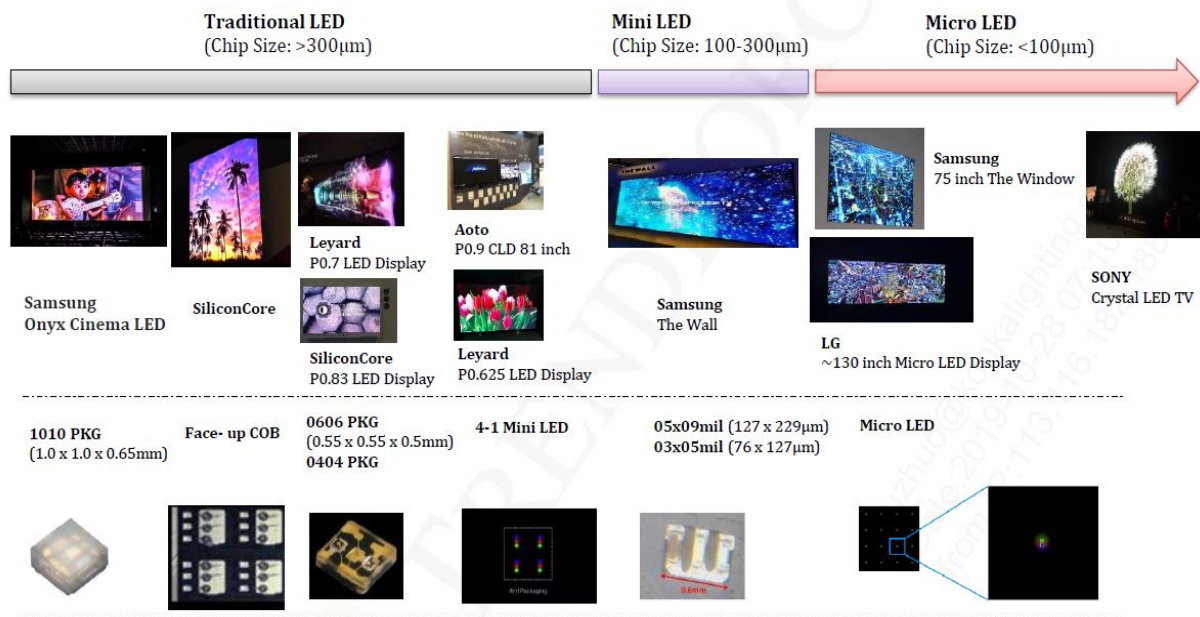 Traditional LED
(Chip Size: >300μm)
Mini LED
(Chip Size: 100-300μm)
Micro LED
(Chip Size: <100μm)
THE WALL
Samsung
Onyx Cinema LED
SiliconCore
Leyard
P0.7 LED Display
Aoto
P0.9 CLD 81 inch
SiliconCore
P0.83 LED Display
Leyard
P0.625 LED Display
Samsung
The Wall
Samsung
75 inch The Window
LG
~130 inch Micro LED Display
SONY
Crystal LED TV
1010 PKG
(1.0 x 1.0 x 0.65mm)
Face- up COB
0606 PKG
(0.55 x 0.55 x 0.5mm)
0404 PKG
4-1 Mini LED
05x09mil (127 x 229μm)
03x05mil (76 x 127μm)
Micro LED
4in1 Packaging
0.6mm